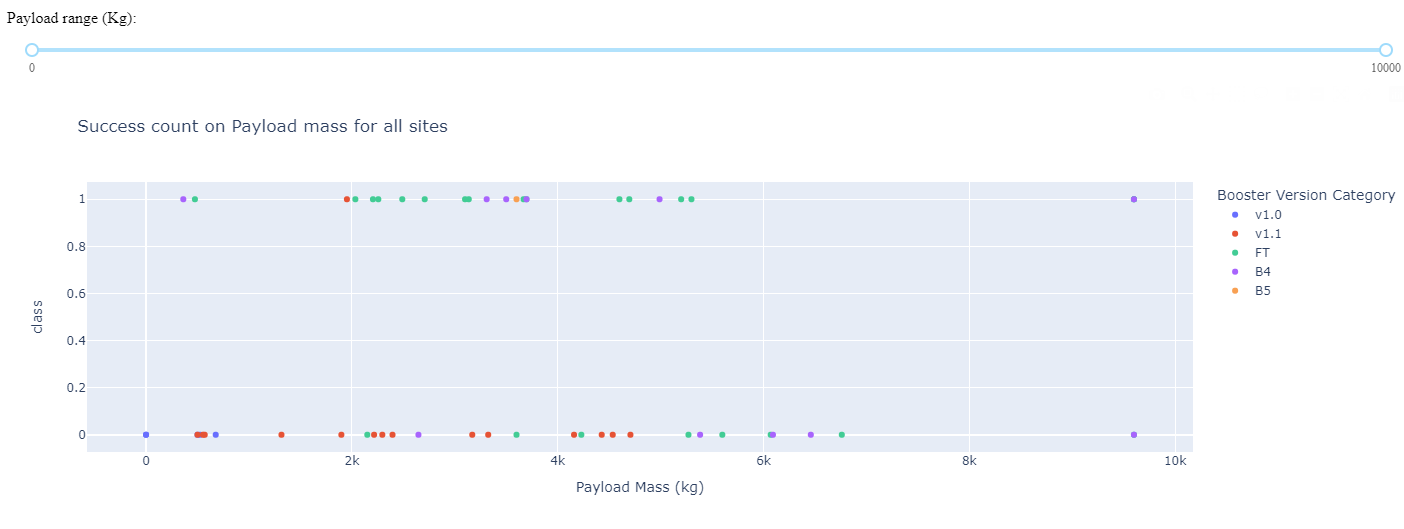 Payload range (Kg):
0
10000
Success count on Payload mass for all sites
1
0.8
0.6
0.4
0.2
0
class
0 2k 4k 6k 8k 10k
Payload Mass (kg)
Booster Version Category
v1.0
v1.1
FT
B4
B5